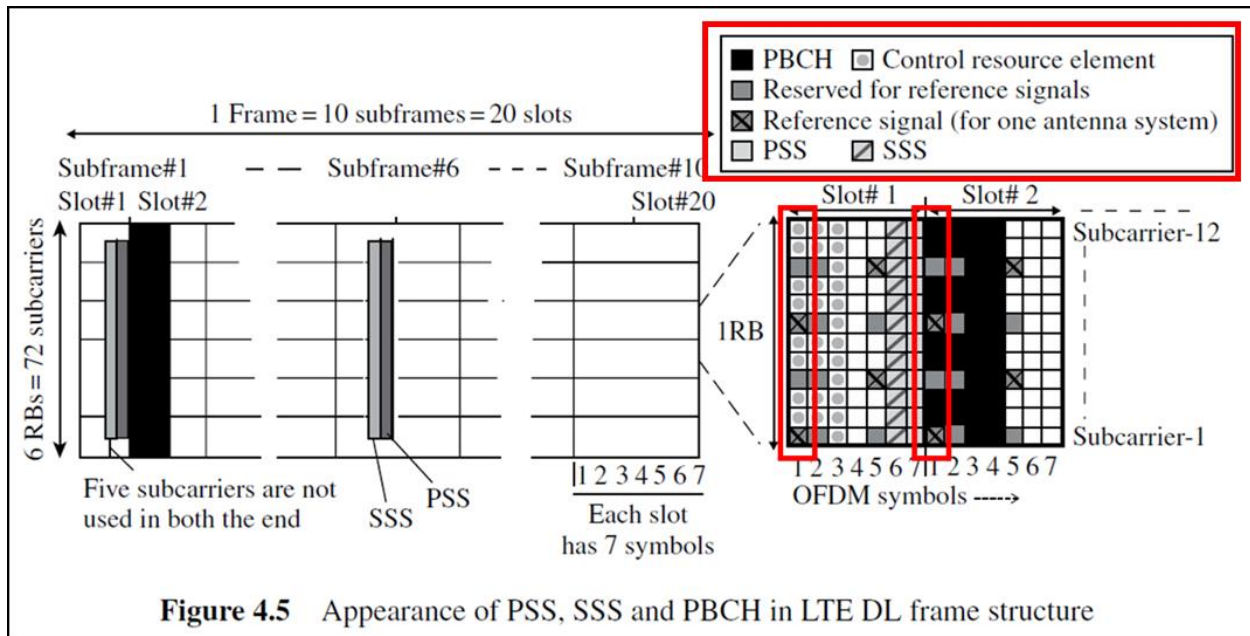 PBCH Control resource element
Reserved for reference signals
Reference signal (for one antenna system)
PSS SSS
1 Frame = 10 subframes = 20 slots
Subframe#1 Subframe#6 Subframe#10
Slot#1 Slot#2 Slot#20
Slot# 1 Slot# 2
6 RBs = 72 subcarriers
1RB
Subcarrier-12
Subcarrier-1
1 2 3 4 5 6 7
1 2 3 4 5 6 7 1 2 3 4 5 6 7
OFDM symbols
Five subcarriers are not
used in both the end
SSS
PSS
Each slot
has 7 symbols
Figure 4.5 Appearance of PSS, SSS and PBCH in LTE DL frame structure